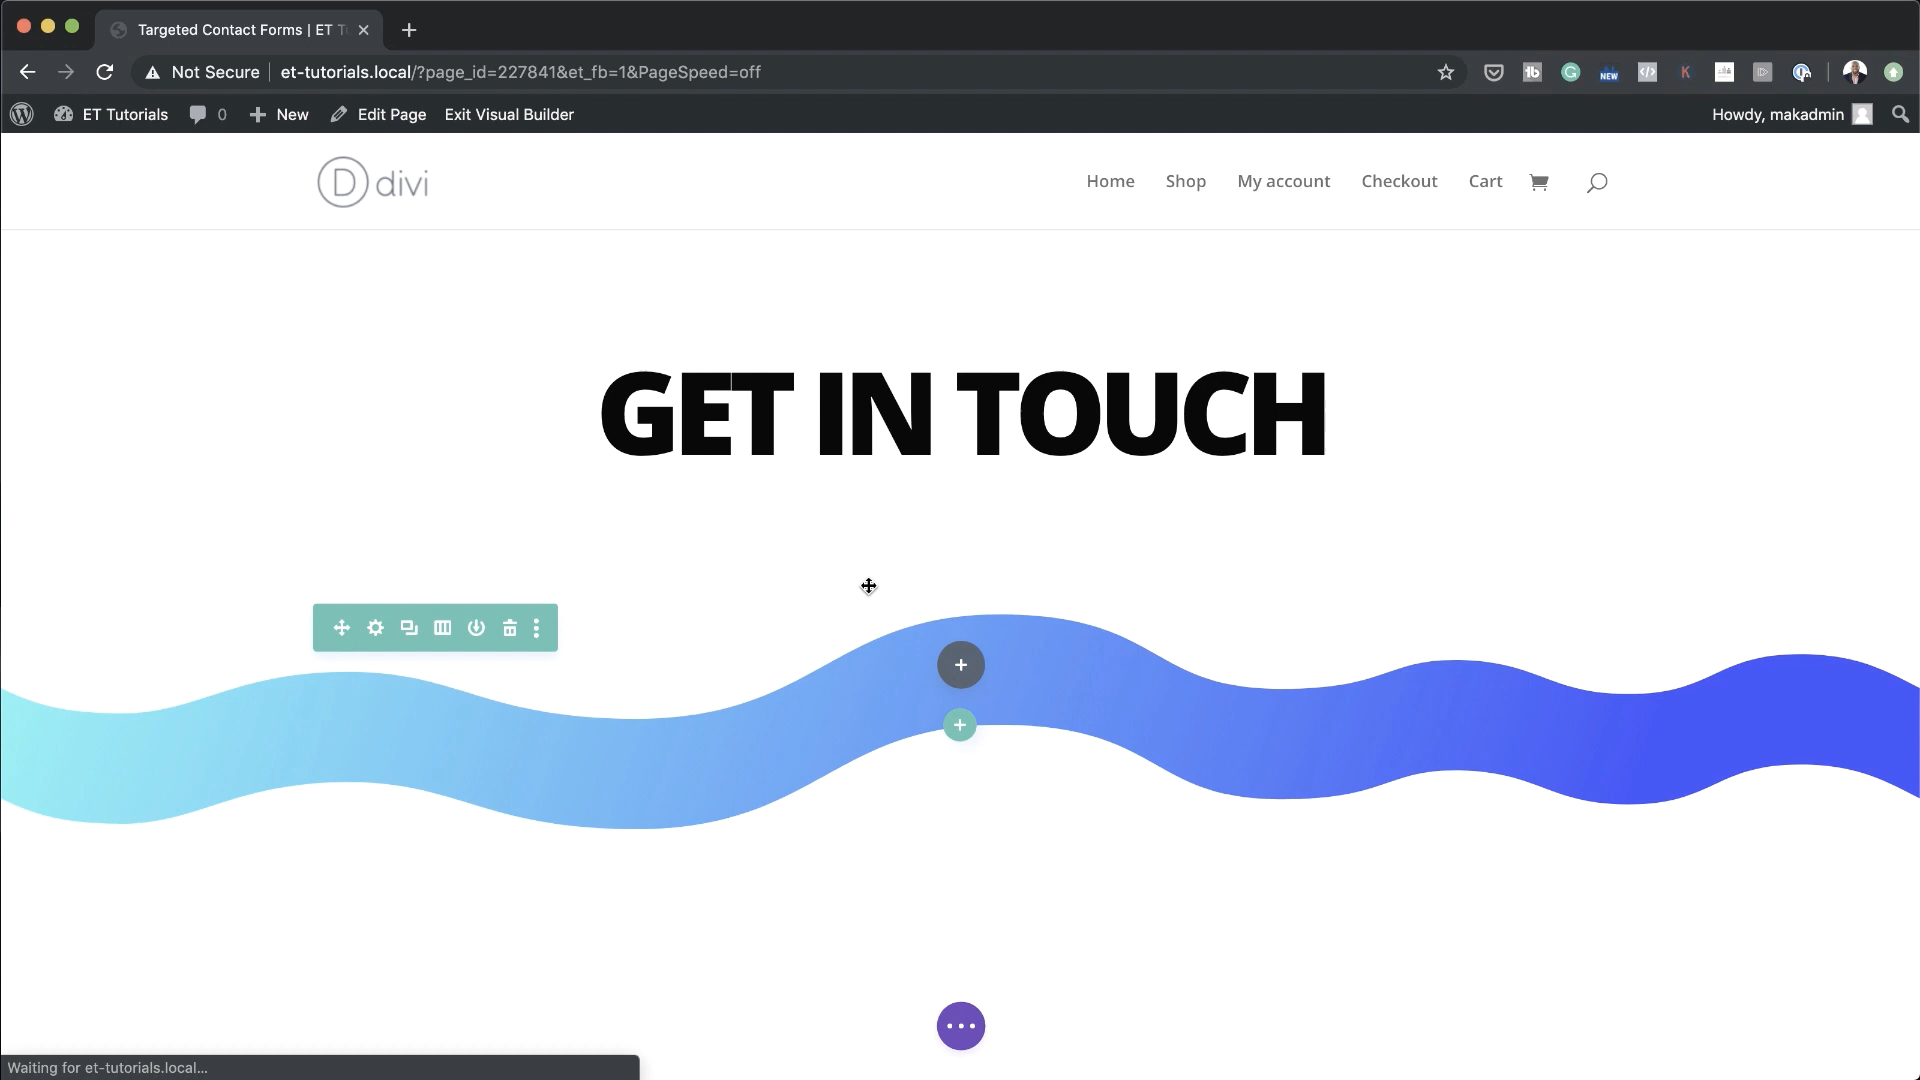 Targeted Contact Forms | ET T
Not Secure
et-tutorials.local/?page_id=227841&et_fb=1&PageSpeed=off
tb
G
NEW
</>
K
ET Tutorials
0
New
Edit Page
Exit Visual Builder
Howdy, makadmin
D divi
Home
Shop
My account
Checkout
Cart
GET IN TOUCH
Waiting for et-tutorials.local...